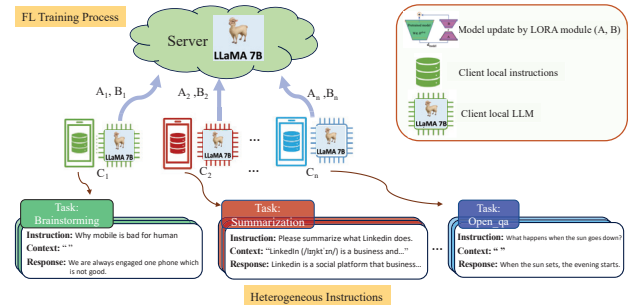 FL Training Process
Server
LLaMA 7B
A1, B1
A2, B2
An, Bn
Model update by LORA module (A, B)
Client local instructions
LLaMA 7B
Client local LLM
LLaMA 7B
LLaMA 7B
...
LLaMA 7B
C1
C2
...
Cn
Task:
Brainstorming
Instruction: Why mobile is bad for human
Context: “ ”
Response: We are always engaged one phone which
is not good.
Task:
Summarization
Instruction: Please summarize what Linkedin does.
Context: “LinkedIn (/lɪŋktˈɪn/) is a business and...”
Response: Linkedin is a social platform that business...
...
Task:
Open_qa
Instruction: What happens when the sun goes down?
Context: “ ”
Response: When the sun sets, the evening starts.
Heterogeneous Instructions